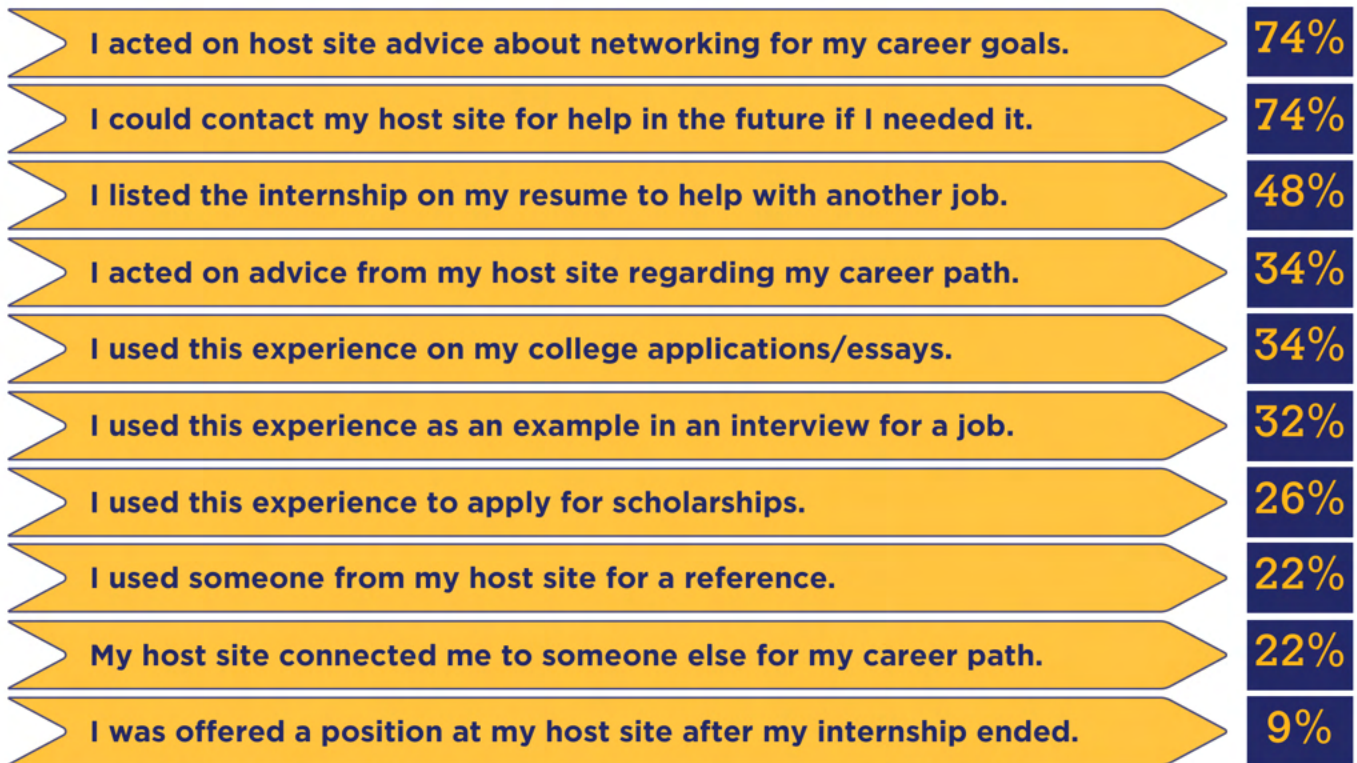 I acted on host site advice about networking for my career goals. 74%
I could contact my host site for help in the future if I needed it. 74%
I listed the internship on my resume to help with another job. 48%
I acted on advice from my host site regarding my career path. 34%
I used this experience on my college applications/essays. 34%
I used this experience as an example in an interview for a job. 32%
I used this experience to apply for scholarships. 26%
I used someone from my host site for a reference. 22%
My host site connected me to someone else for my career path. 22%
I was offered a position at my host site after my internship ended. 9%